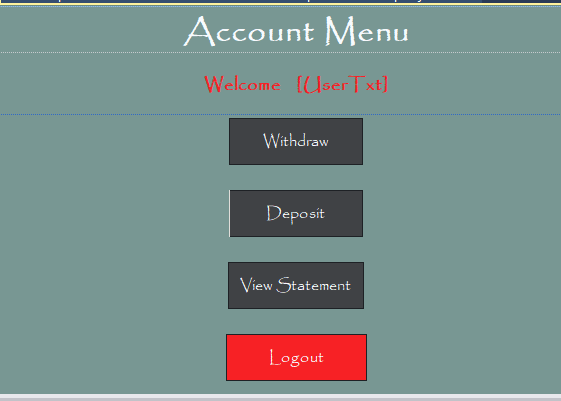 Account Menu
Welcome [UserTxt]
Withdraw
Deposit
View Statement
Logout